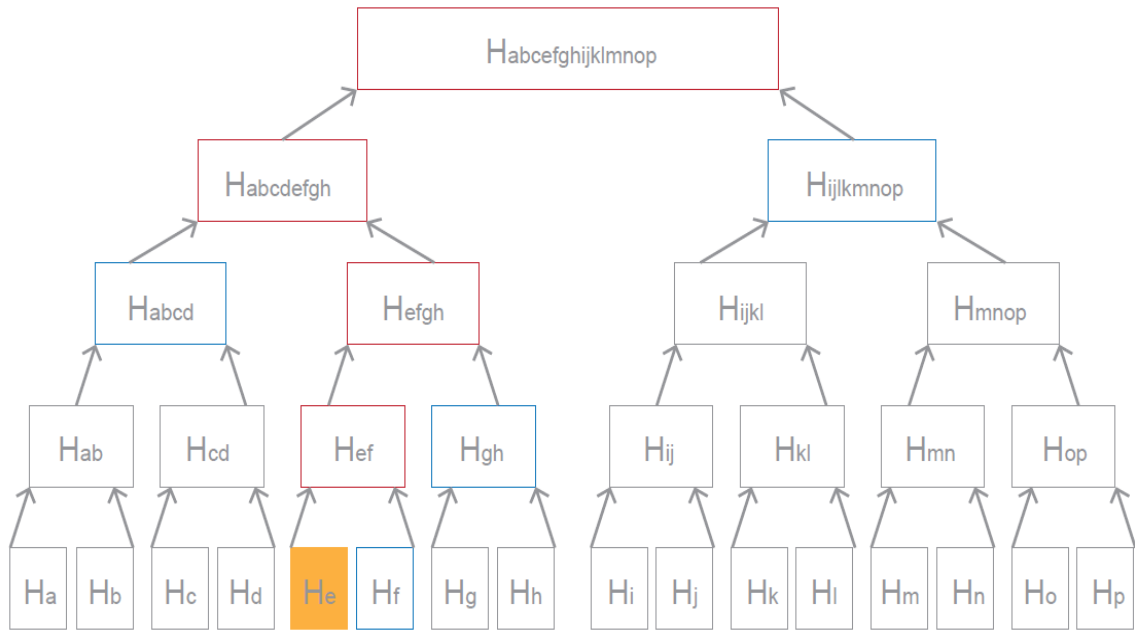 Habcefghijklmnop
Habcdefgh Hijlkmnop
Habcd Hefgh Hijkl Hmnop
Hab Hcd Hef Hgh Hij Hkl Hmn Hop
Ha Hb Hc Hd He Hf Hg Hh Hi Hj Hk Hl Hm Hn Ho Hp